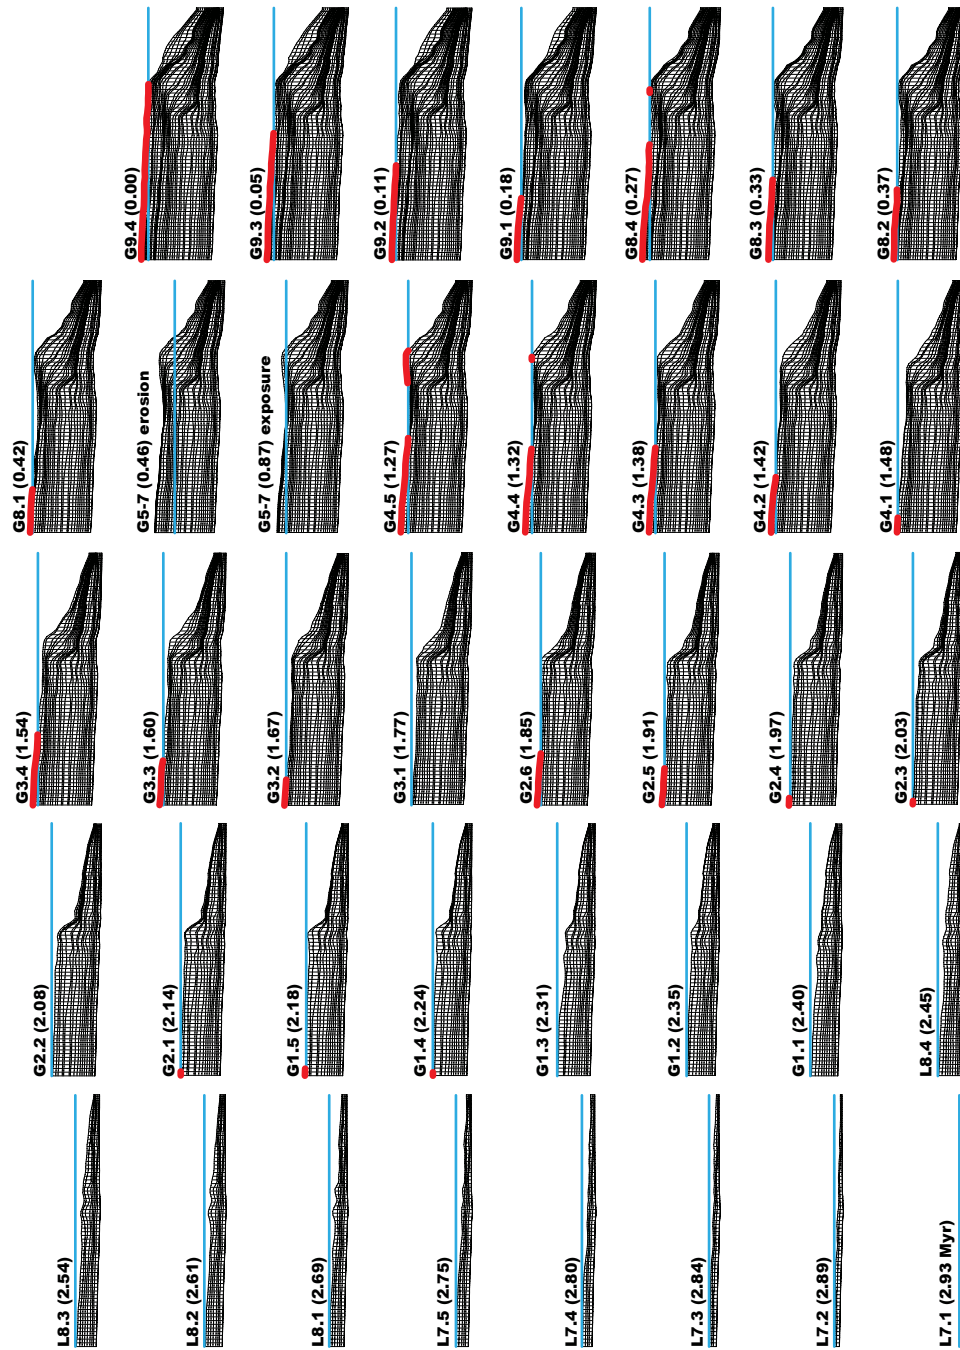 G9.4 (0.00)
G9.3 (0.05)
G9.2 (0.11)
G9.1 (0.18)
G8.4 (0.27)
G8.3 (0.33)
G8.2 (0.37)
G8.1 (0.42)
G5-7 (0.46) erosion
G5-7 (0.87) exposure
G4.5 (1.27)
G4.4 (1.32)
G4.3 (1.38)
G4.2 (1.42)
G4.1 (1.48)
G3.4 (1.54)
G3.3 (1.60)
G3.2 (1.67)
G3.1 (1.77)
G2.6 (1.85)
G2.5 (1.91)
G2.4 (1.97)
G2.3 (2.03)
G2.2 (2.08)
G2.1 (2.14)
G1.5 (2.18)
G1.4 (2.24)
G1.3 (2.31)
G1.2 (2.35)
G1.1 (2.40)
L8.4 (2.45)
L8.3 (2.54)
L8.2 (2.61)
L8.1 (2.69)
L7.5 (2.75)
L7.4 (2.80)
L7.3 (2.84)
L7.2 (2.89)
L7.1 (2.93 Myr)